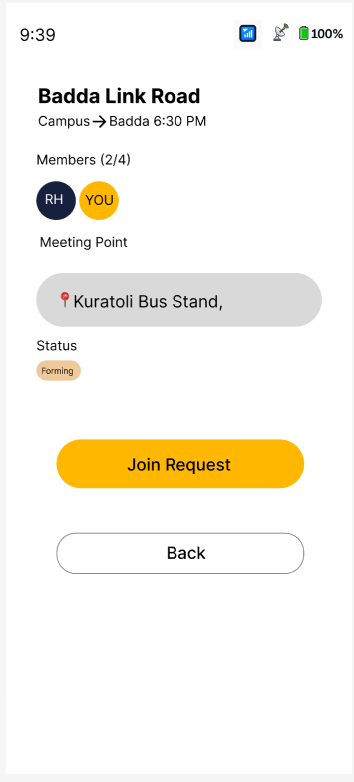 9:39
100%
Badda Link Road
Campus→Badda 6:30 PM
Members (2/4)
RH YOU
Meeting Point
Kuratoli Bus Stand,
Status
Forming
Join Request
Back